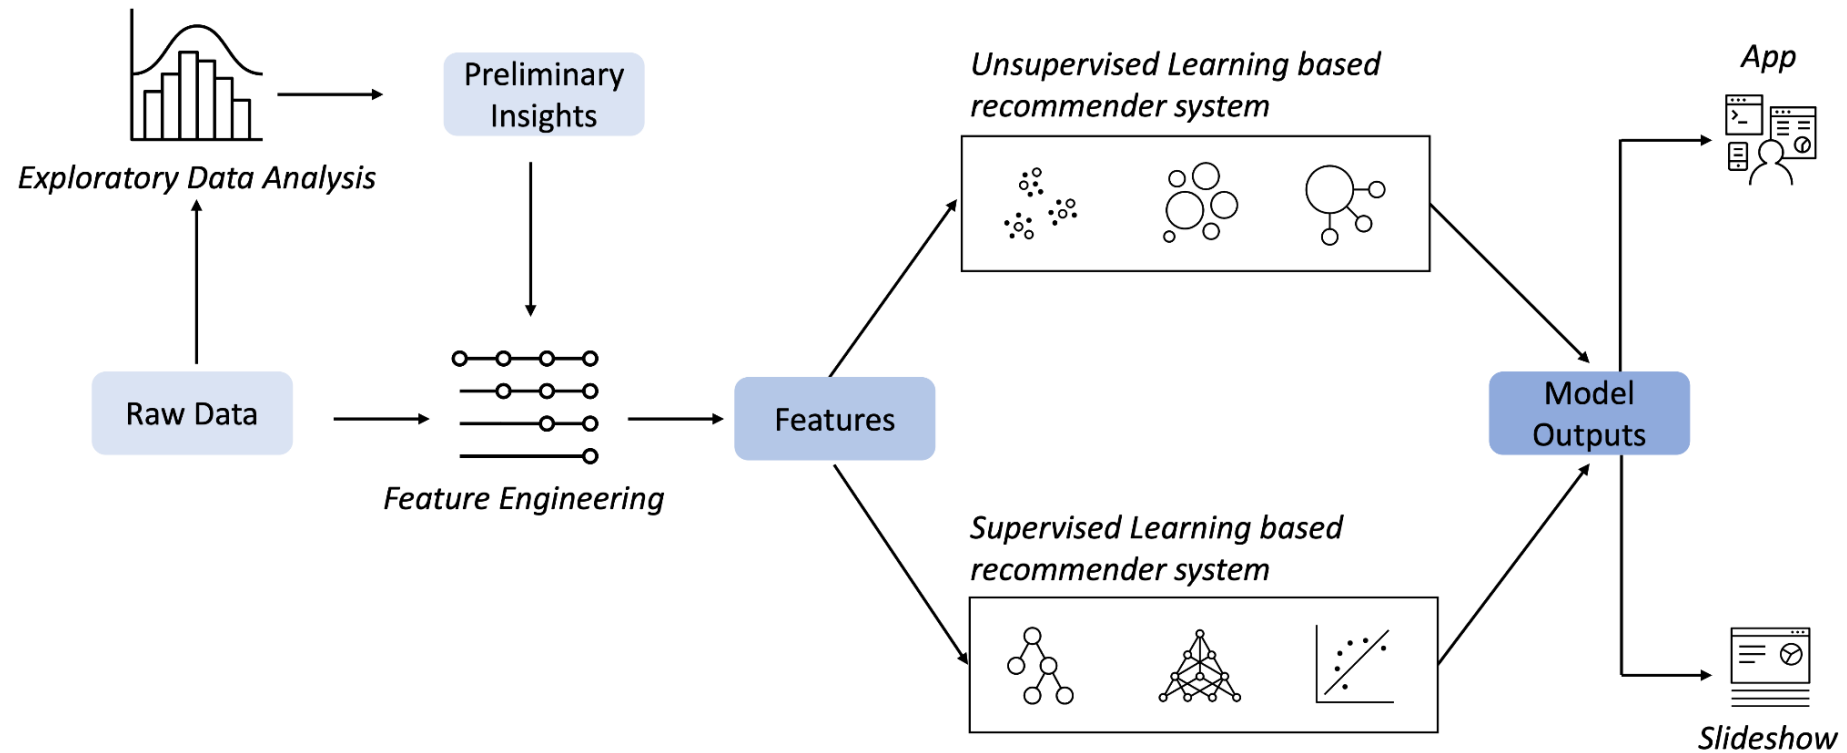 Exploratory Data Analysis
Preliminary
Insights
Raw Data
Feature Engineering
Features
Unsupervised Learning based
recommender system
Supervised Learning based
recommender system
Model
Outputs
App
Slideshow